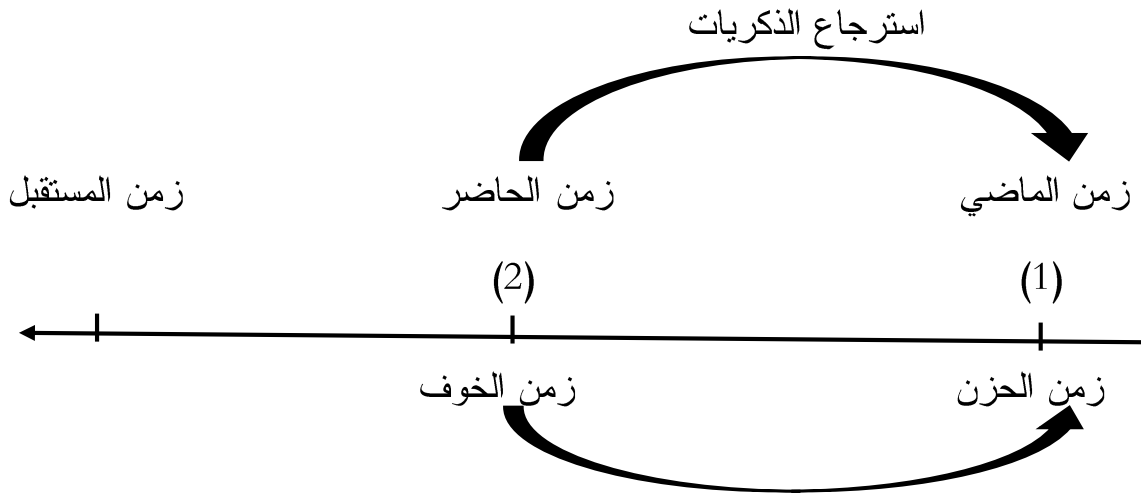 استرجاع الذكريات
زمن الماضي زمن الحاضر زمن المستقبل
(1) (2)
زمن الحزن زمن الخوف